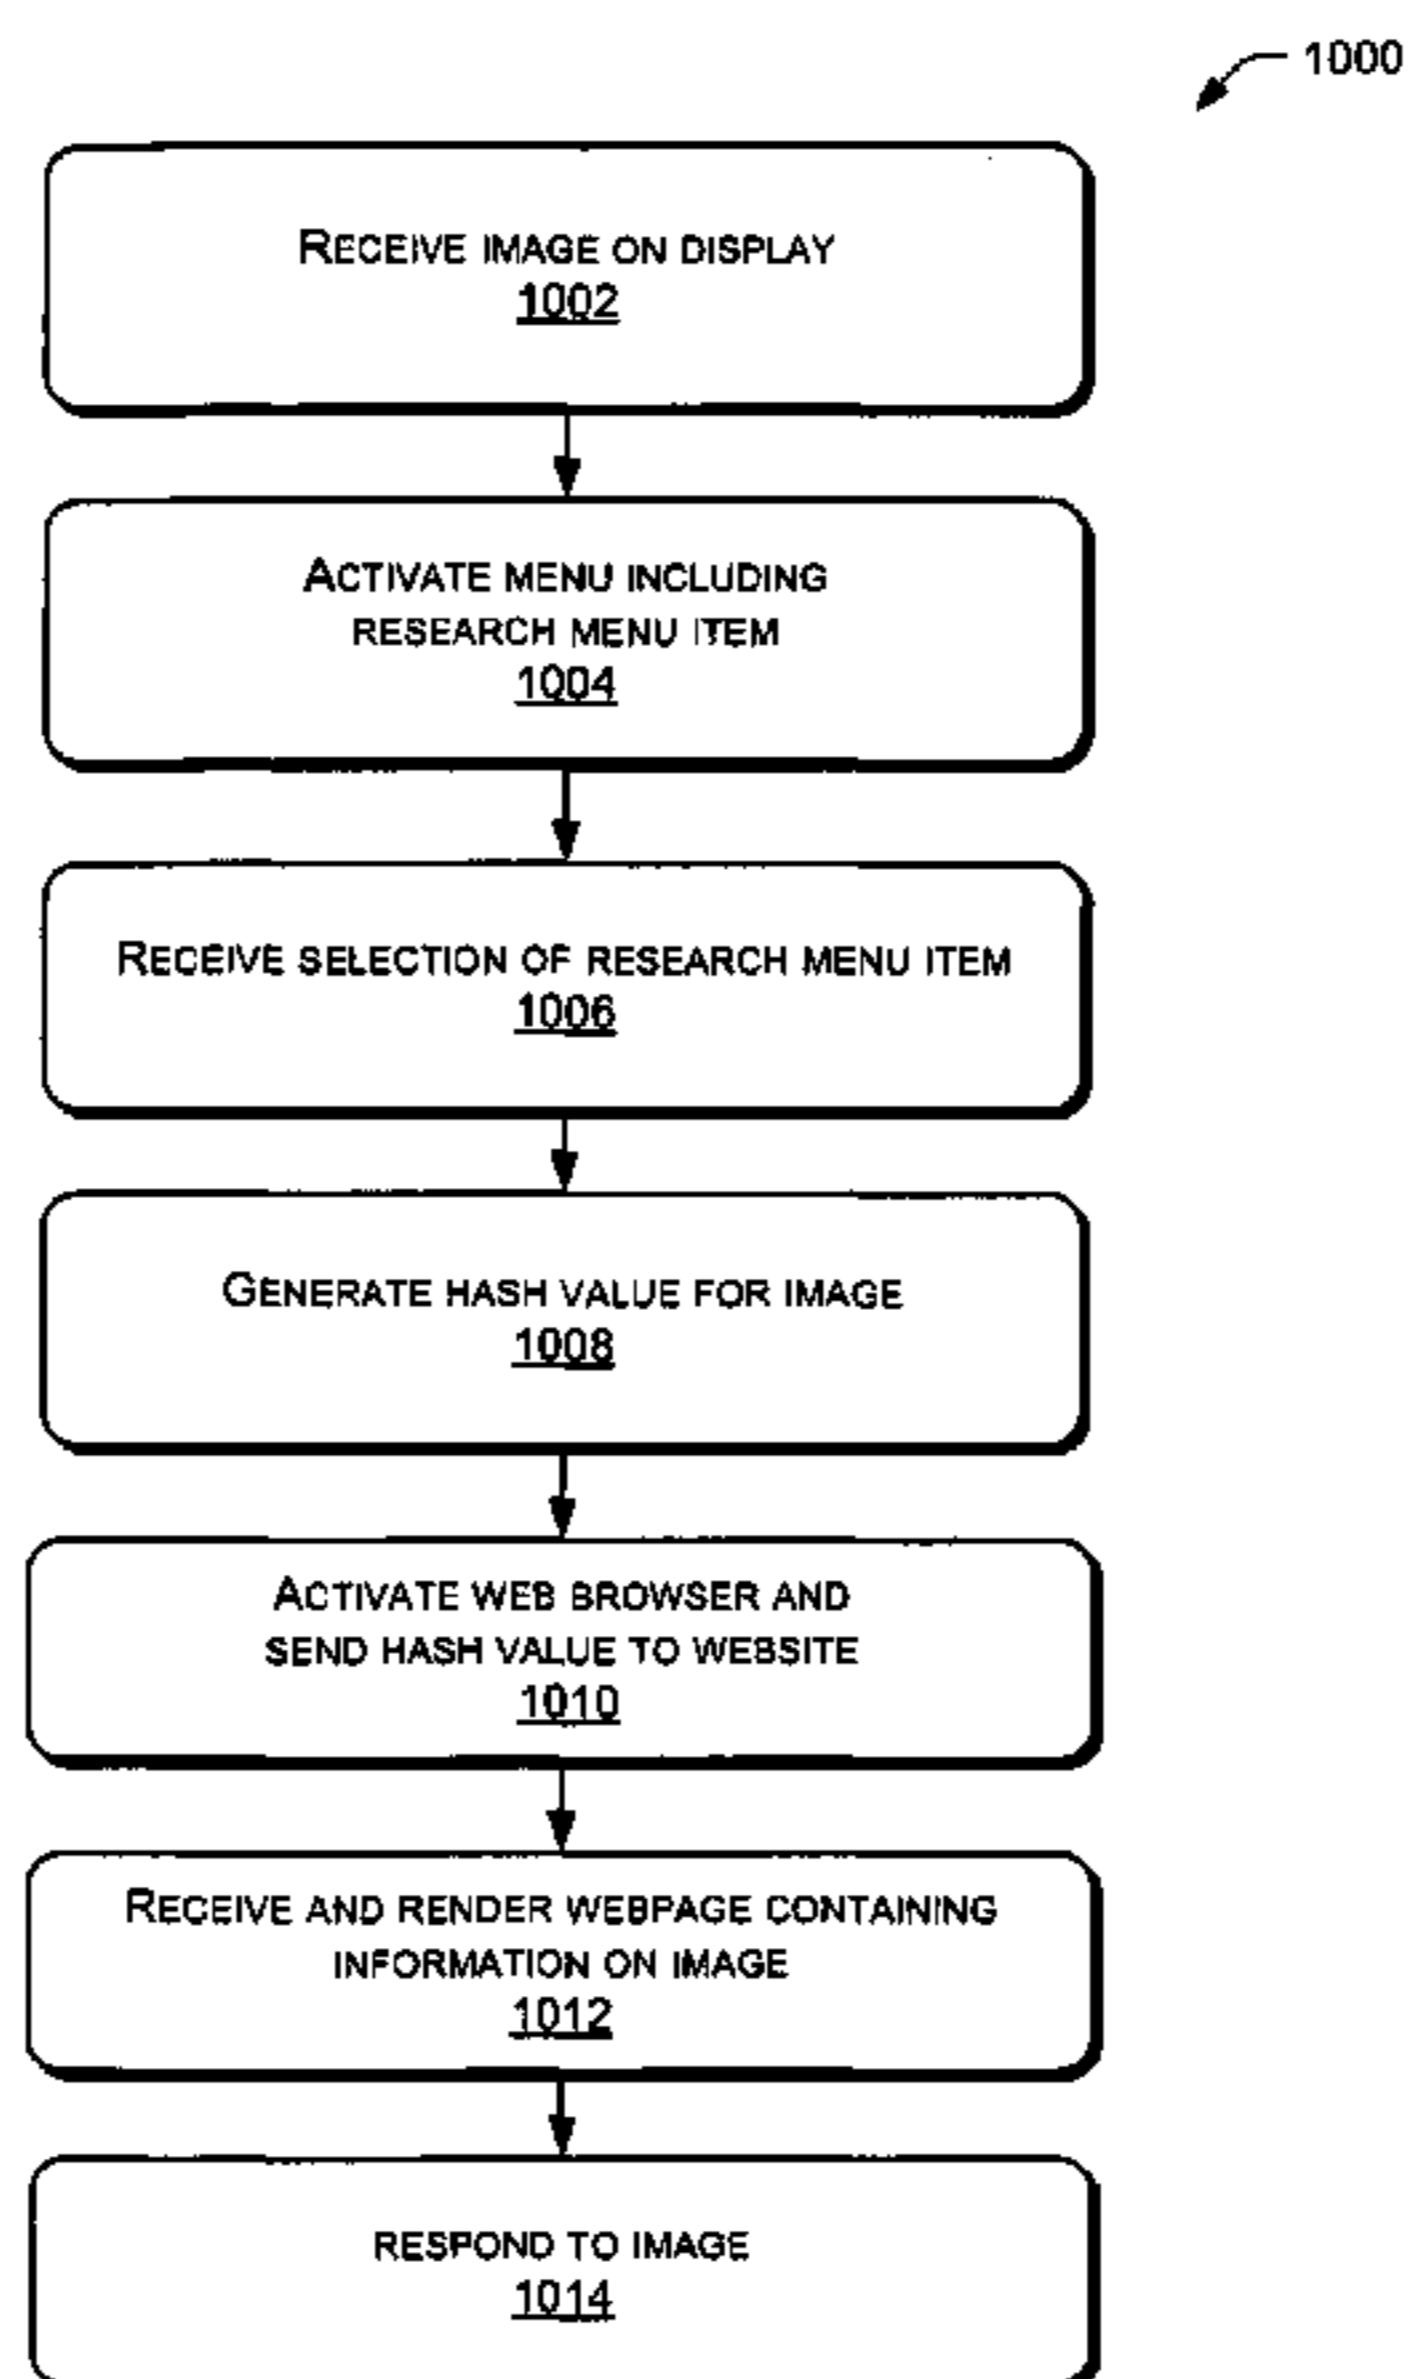 1000
RECEIVE IMAGE ON DISPLAY
1002
ACTIVATE MENU INCLUDING
RESEARCH MENU ITEM
1004
RECEIVE SELECTION OF RESEARCH MENU ITEM
1006
GENERATE HASH VALUE FOR IMAGE
1008
ACTIVATE WEB BROWSER AND
SEND HASH VALUE TO WEBSITE
1010
RECEIVE AND RENDER WEBPAGE CONTAINING
INFORMATION ON IMAGE
1012
RESPOND TO IMAGE
1014